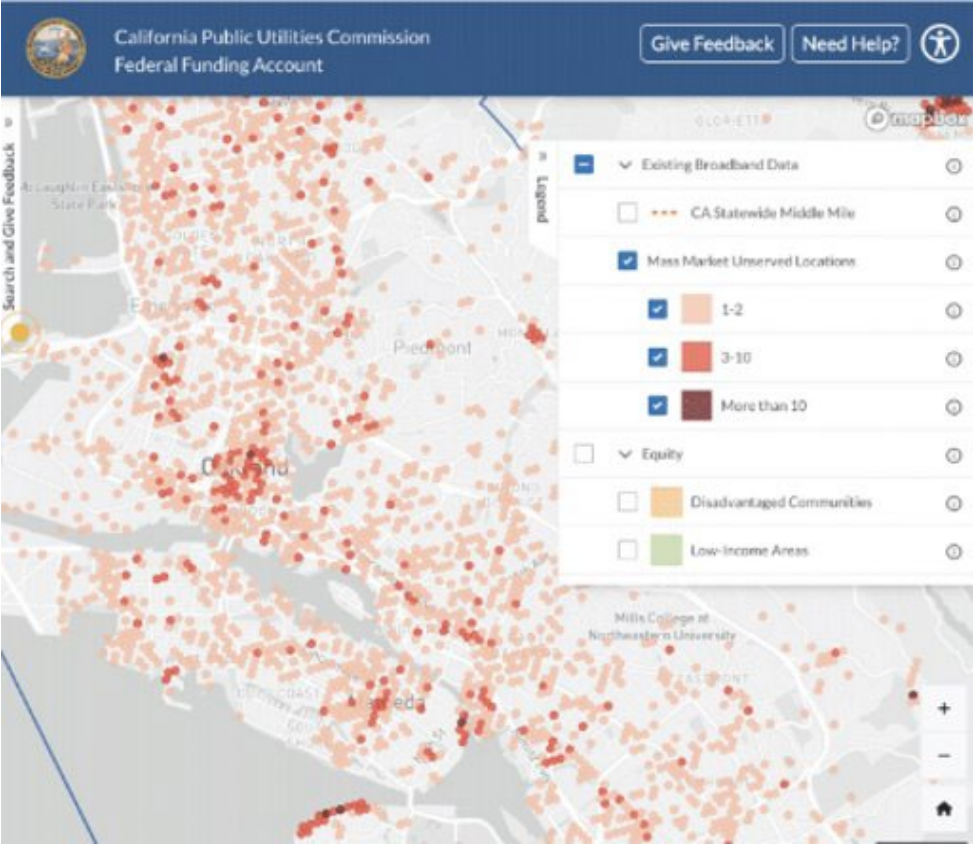 California Public Utilities Commission
Federal Funding Account
Give Feedback
Need Help?
mapbox
Search and Give Feedback
Legend
Existing Broadband Data
CA Statewide Middle Mile
Mass Market Unserved Locations
1-2
3-10
More than 10
Equity
Disadvantaged Communities
Low-Income Areas
State Park
Piedmont
Mills College at
Northeastern University
+
−